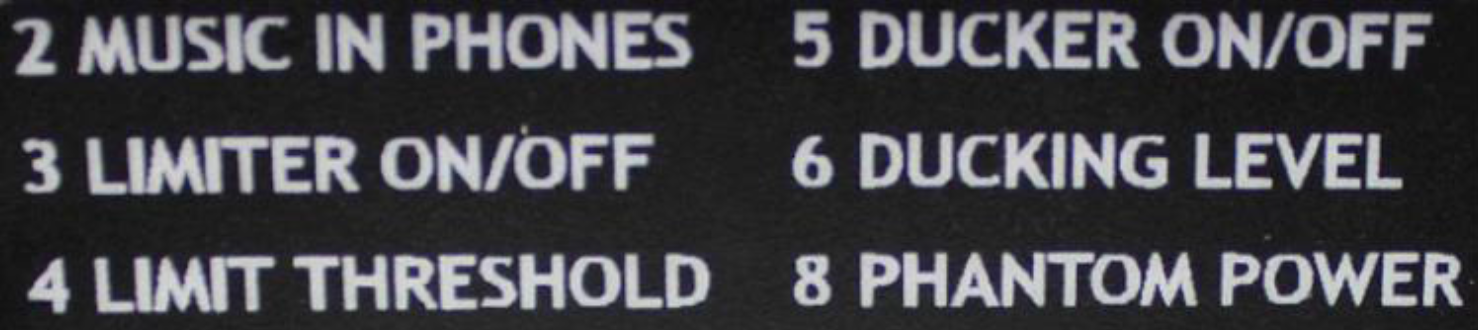 2 MUSIC IN PHONES
3 LIMITER ON/OFF
4 LIMIT THRESHOLD
5 DUCKER ON/OFF
6 DUCKING LEVEL
8 PHANTOM POWER